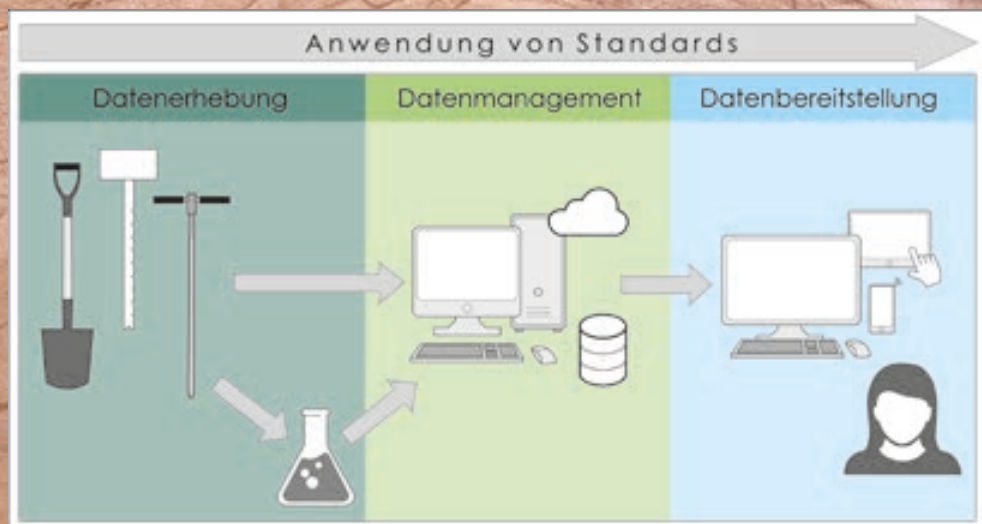 Anwendung von Standards
Datenerhebung
Datenmanagement
Datenbereitstellung